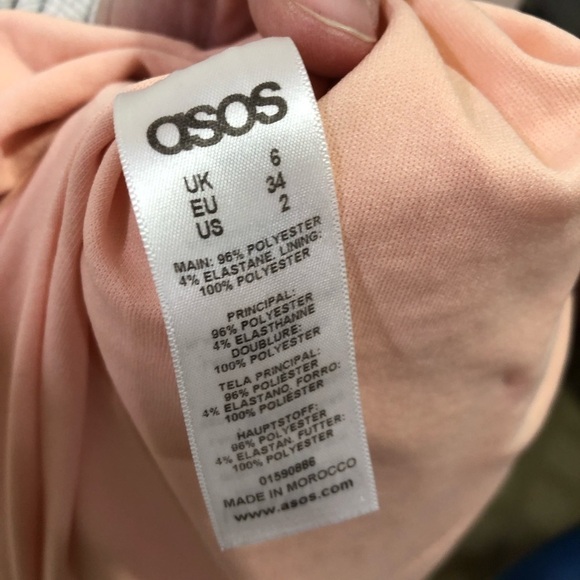 asos
UK 6
EU 34
US 2
MAIN: 96% POLYESTER
4% ELASTANE, LINING:
100% POLYESTER
PRINCIPAL:
96% POLYESTER
4% ELASTHANNE
DOUBLURE:
100% POLYESTER
TELA PRINCIPAL:
96% POLIÉSTER
4% ELASTANO, FORRO:
100% POLIÉSTER
HAUPTSTOFF:
96% POLYESTER
4% ELASTAN, FUTTER:
100% POLYESTER
01590886
MADE IN MOROCCO
www.asos.com